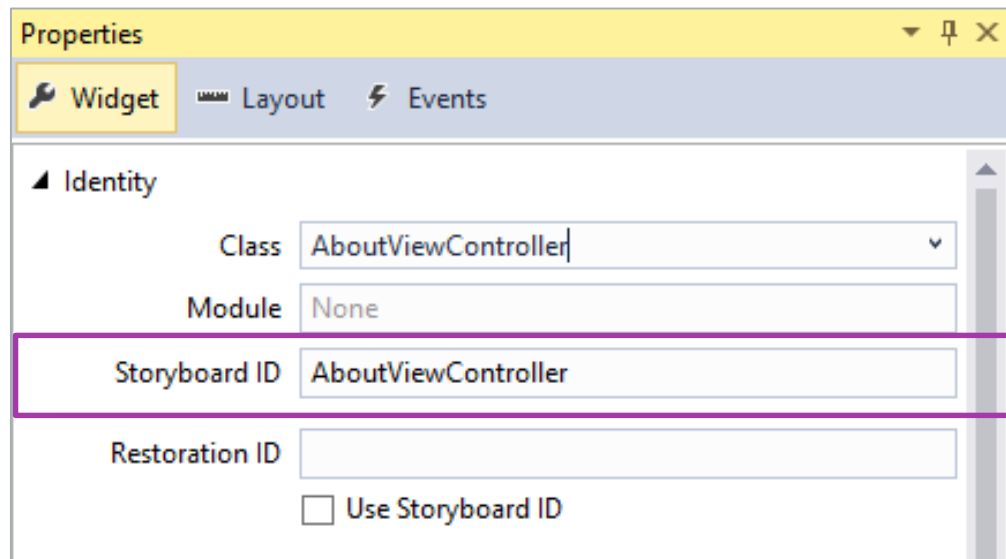 Properties
Widget Layout Events
Identity
Class AboutViewController
Module None
Storyboard ID AboutViewController
Restoration ID
Use Storyboard ID